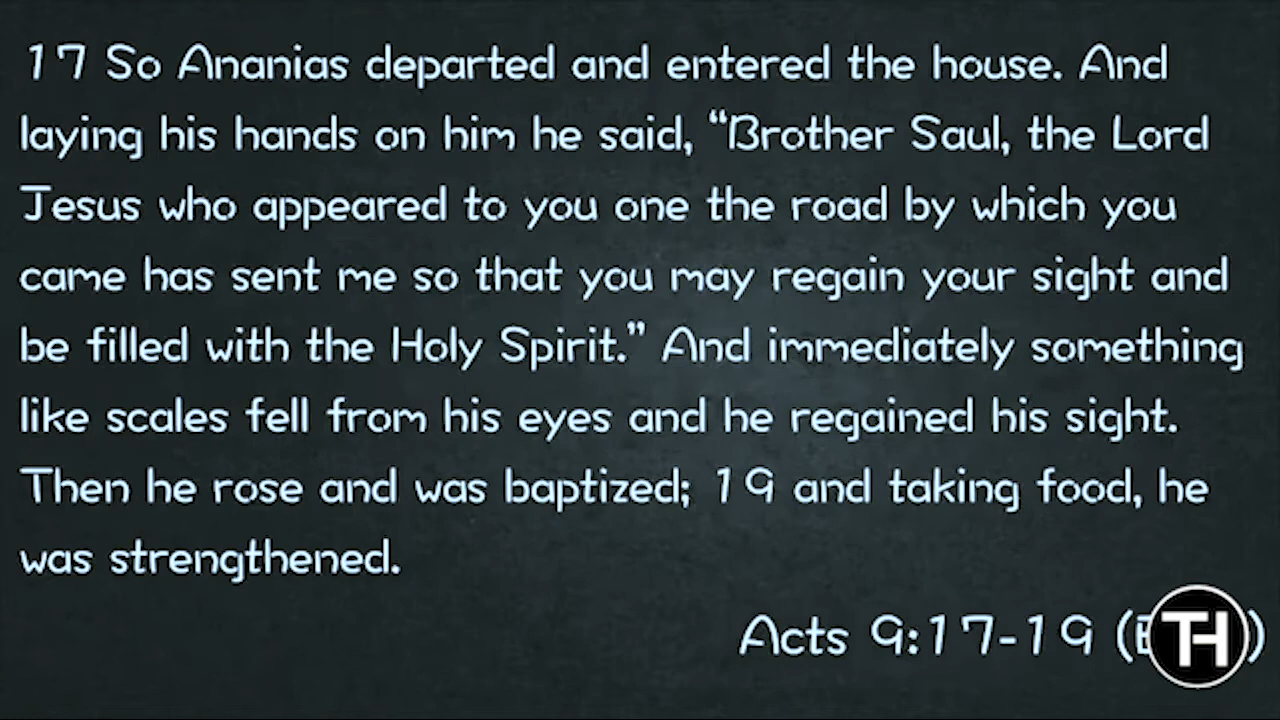 17 So Ananias departed and entered the house. And
laying his hands on him he said, “Brother Saul, the Lord
Jesus who appeared to you one the road by which you
came has sent me so that you may regain your sight and
be filled with the Holy Spirit.” And immediately something
like scales fell from his eyes and he regained his sight.
Then he rose and was baptized; 19 and taking food, he
was strengthened.
Acts 9:17-19
TH